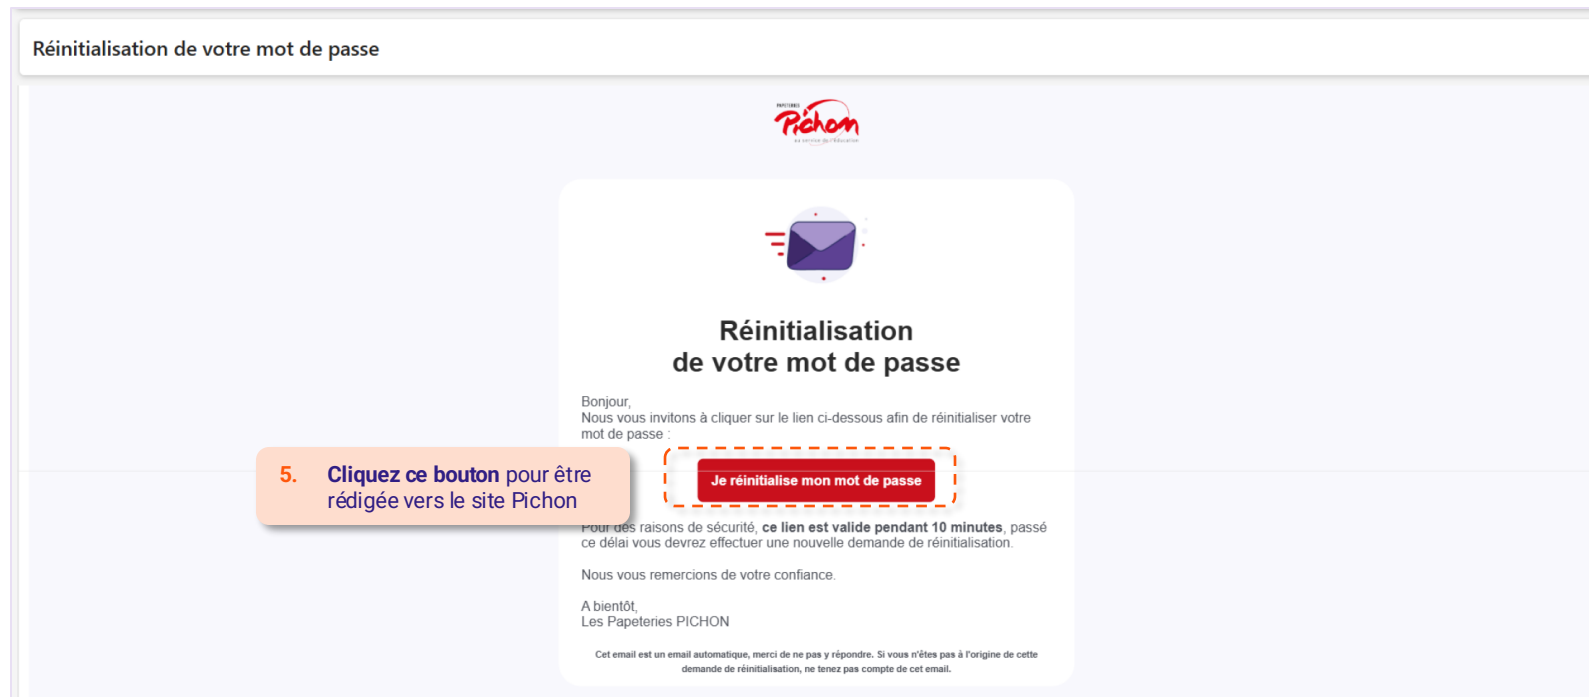 Réinitialisation de votre mot de passe
PAPETERIES
Pichon
au service de l'Éducation
Réinitialisation
de votre mot de passe
Bonjour,
Nous vous invitons à cliquer sur le lien ci-dessous afin de réinitialiser votre
mot de passe :
5. Cliquez ce bouton pour être
rédigée vers le site Pichon
Je réinitialise mon mot de passe
Pour des raisons de sécurité, ce lien est valide pendant 10 minutes, passé
ce délai vous devrez effectuer une nouvelle demande de réinitialisation.
Nous vous remercions de votre confiance.
A bientôt,
Les Papeteries PICHON
Cet email est un email automatique, merci de ne pas y répondre. Si vous n'êtes pas à l'origine de cette
demande de réinitialisation, ne tenez pas compte de cet email.